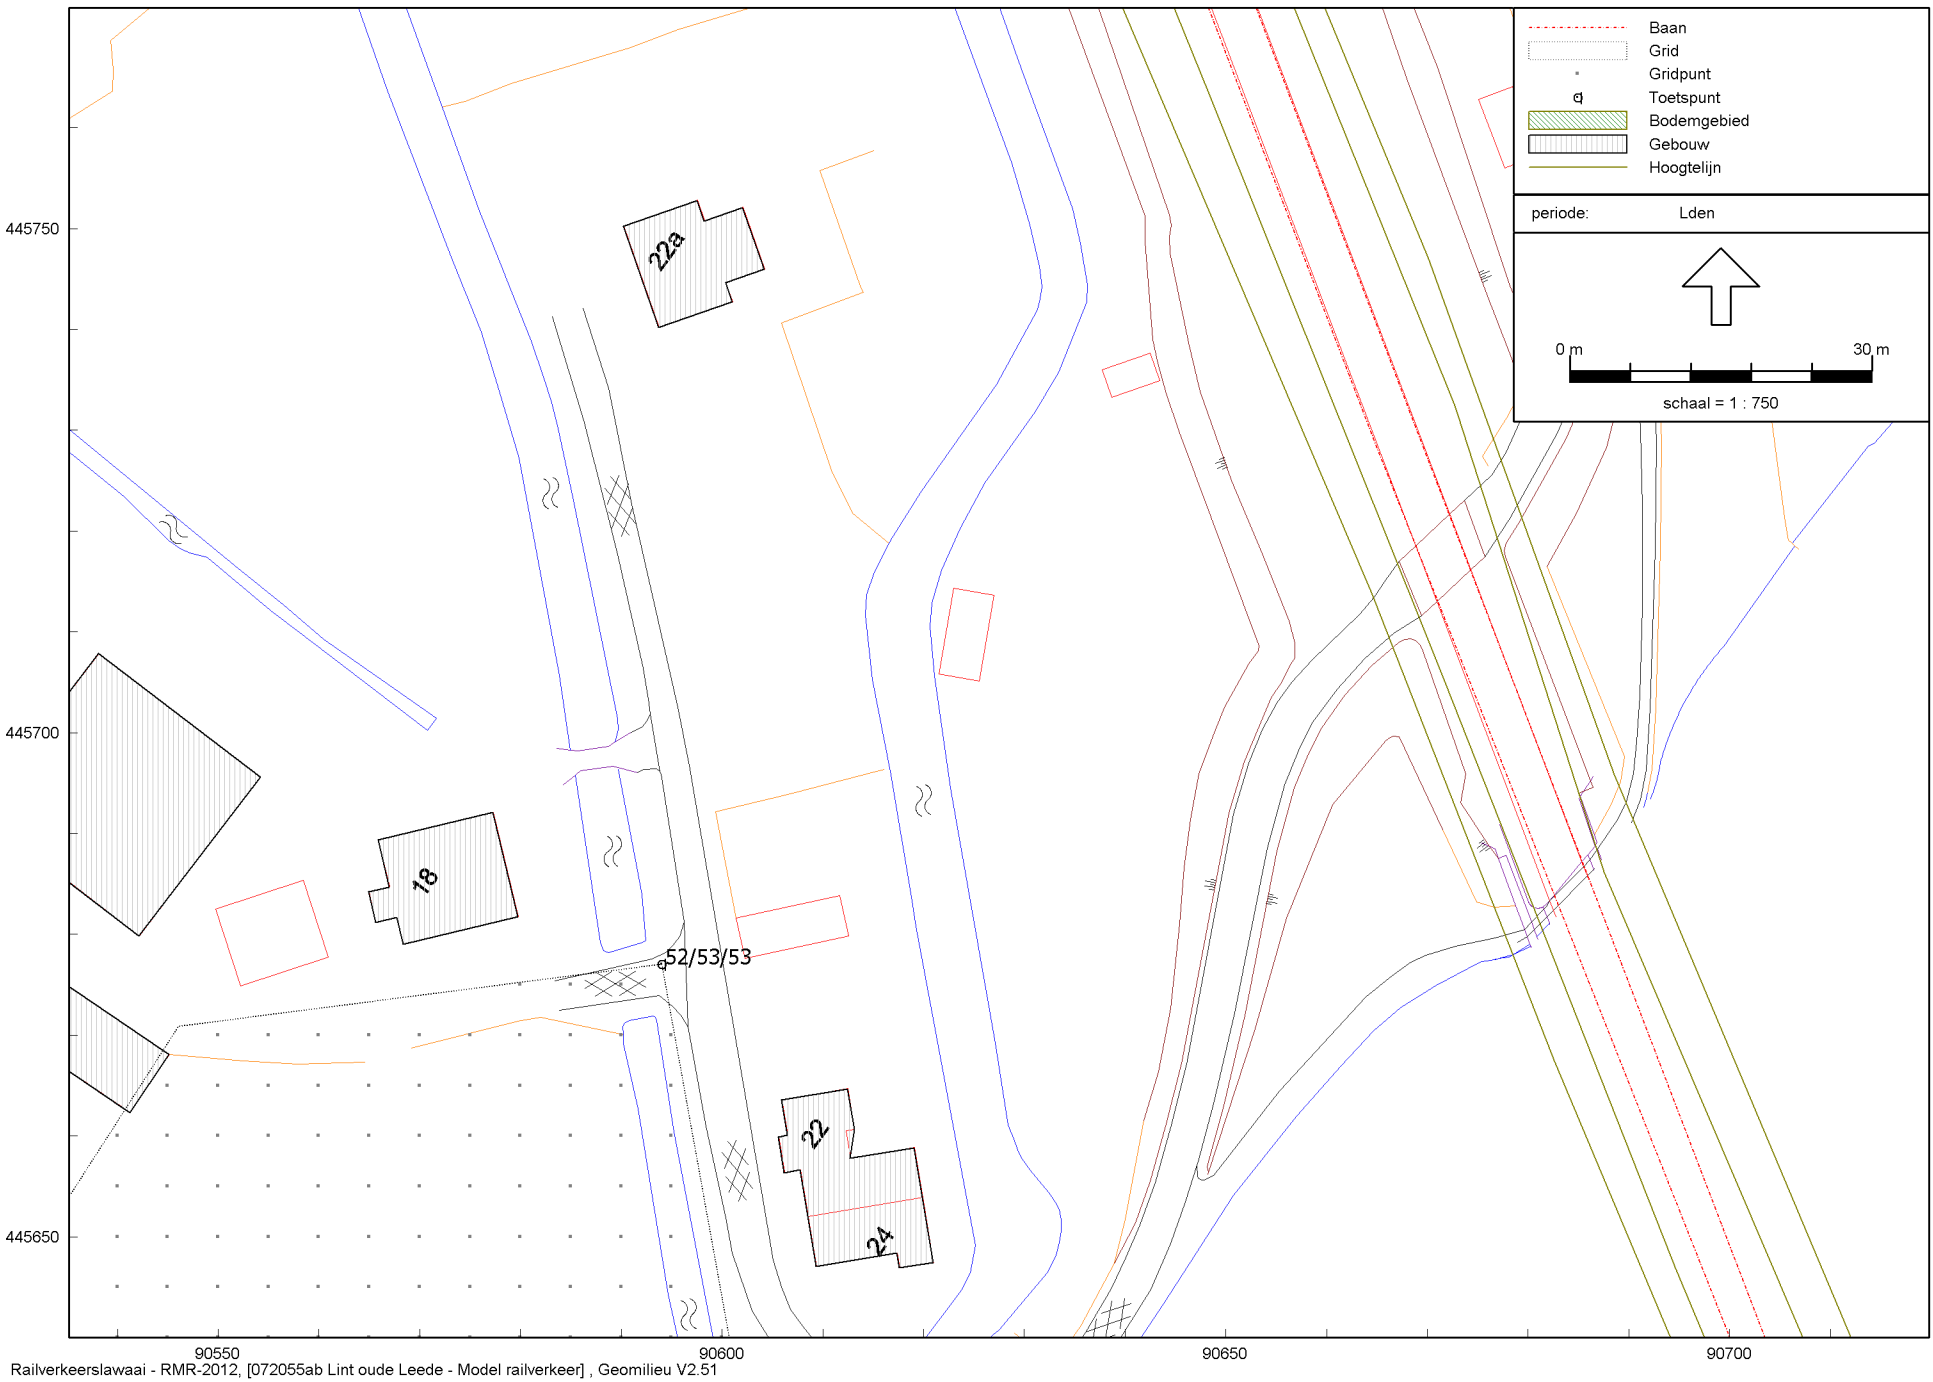 Baan
Grid
Gridpunt
Toetspunt
Bodemgebied
Gebouw
Hoogtelijn
periode: Lden
0 m 30 m
schaal = 1 : 750
445750
22a
445700
18
52/53/53
22
24
445650
90550 90600 90650 90700
Railverkeerslawaai - RMR-2012, [072055ab Lint oude Leede - Model railverkeer] , Geomilieu V2.51